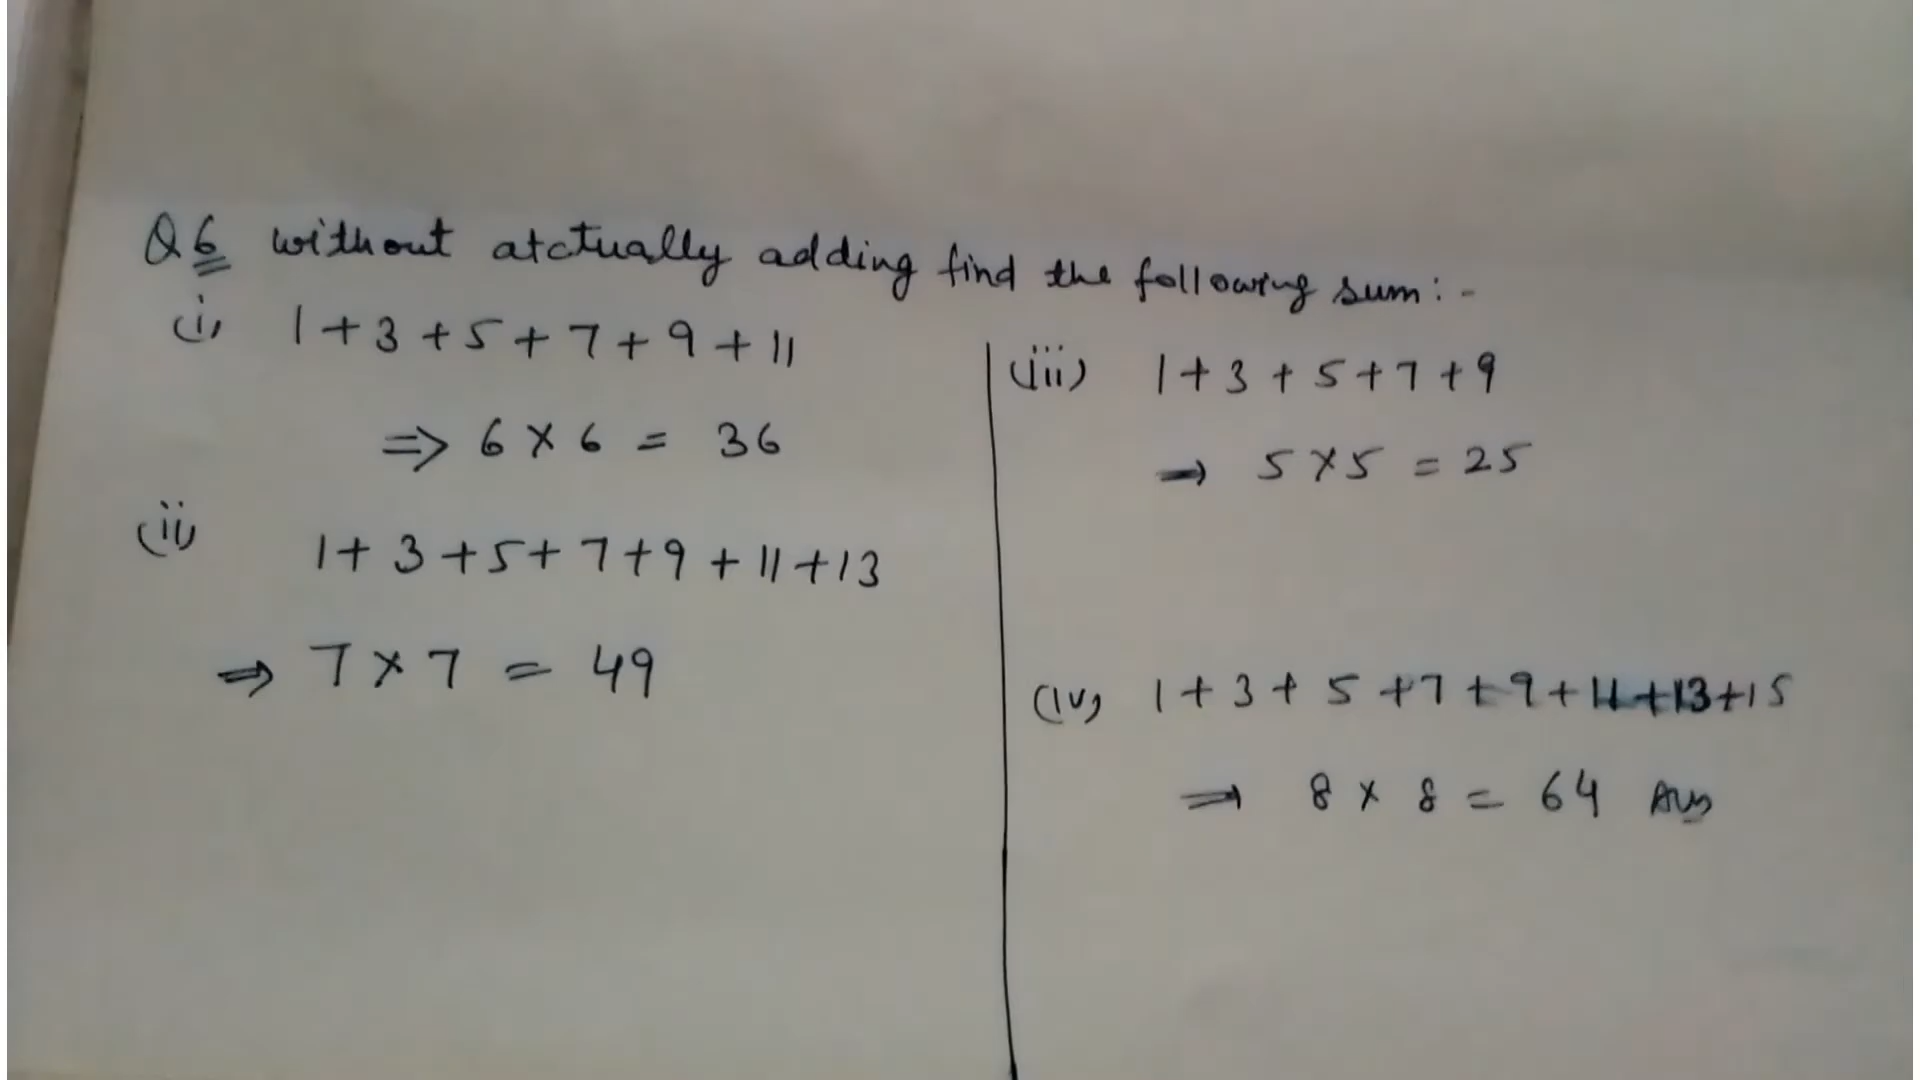 Q6 without atctually adding find the following sum:-
(i) 1+3+5+7+9+11
=> 6×6 = 36
(ii) 1+3+5+7+9+11+13
=> 7×7 = 49
(iii) 1+3+5+7+9
=> 5×5 = 25
(iv) 1+3+5+7+9+11+13+15
=> 8×8 = 64 Ans